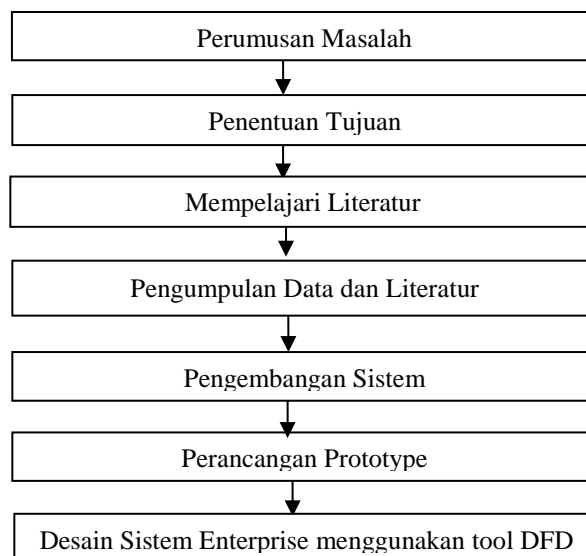 Perumusan Masalah
Penentuan Tujuan
Mempelajari Literatur
Pengumpulan Data dan Literatur
Pengembangan Sistem
Perancangan Prototype
Desain Sistem Enterprise menggunakan tool DFD